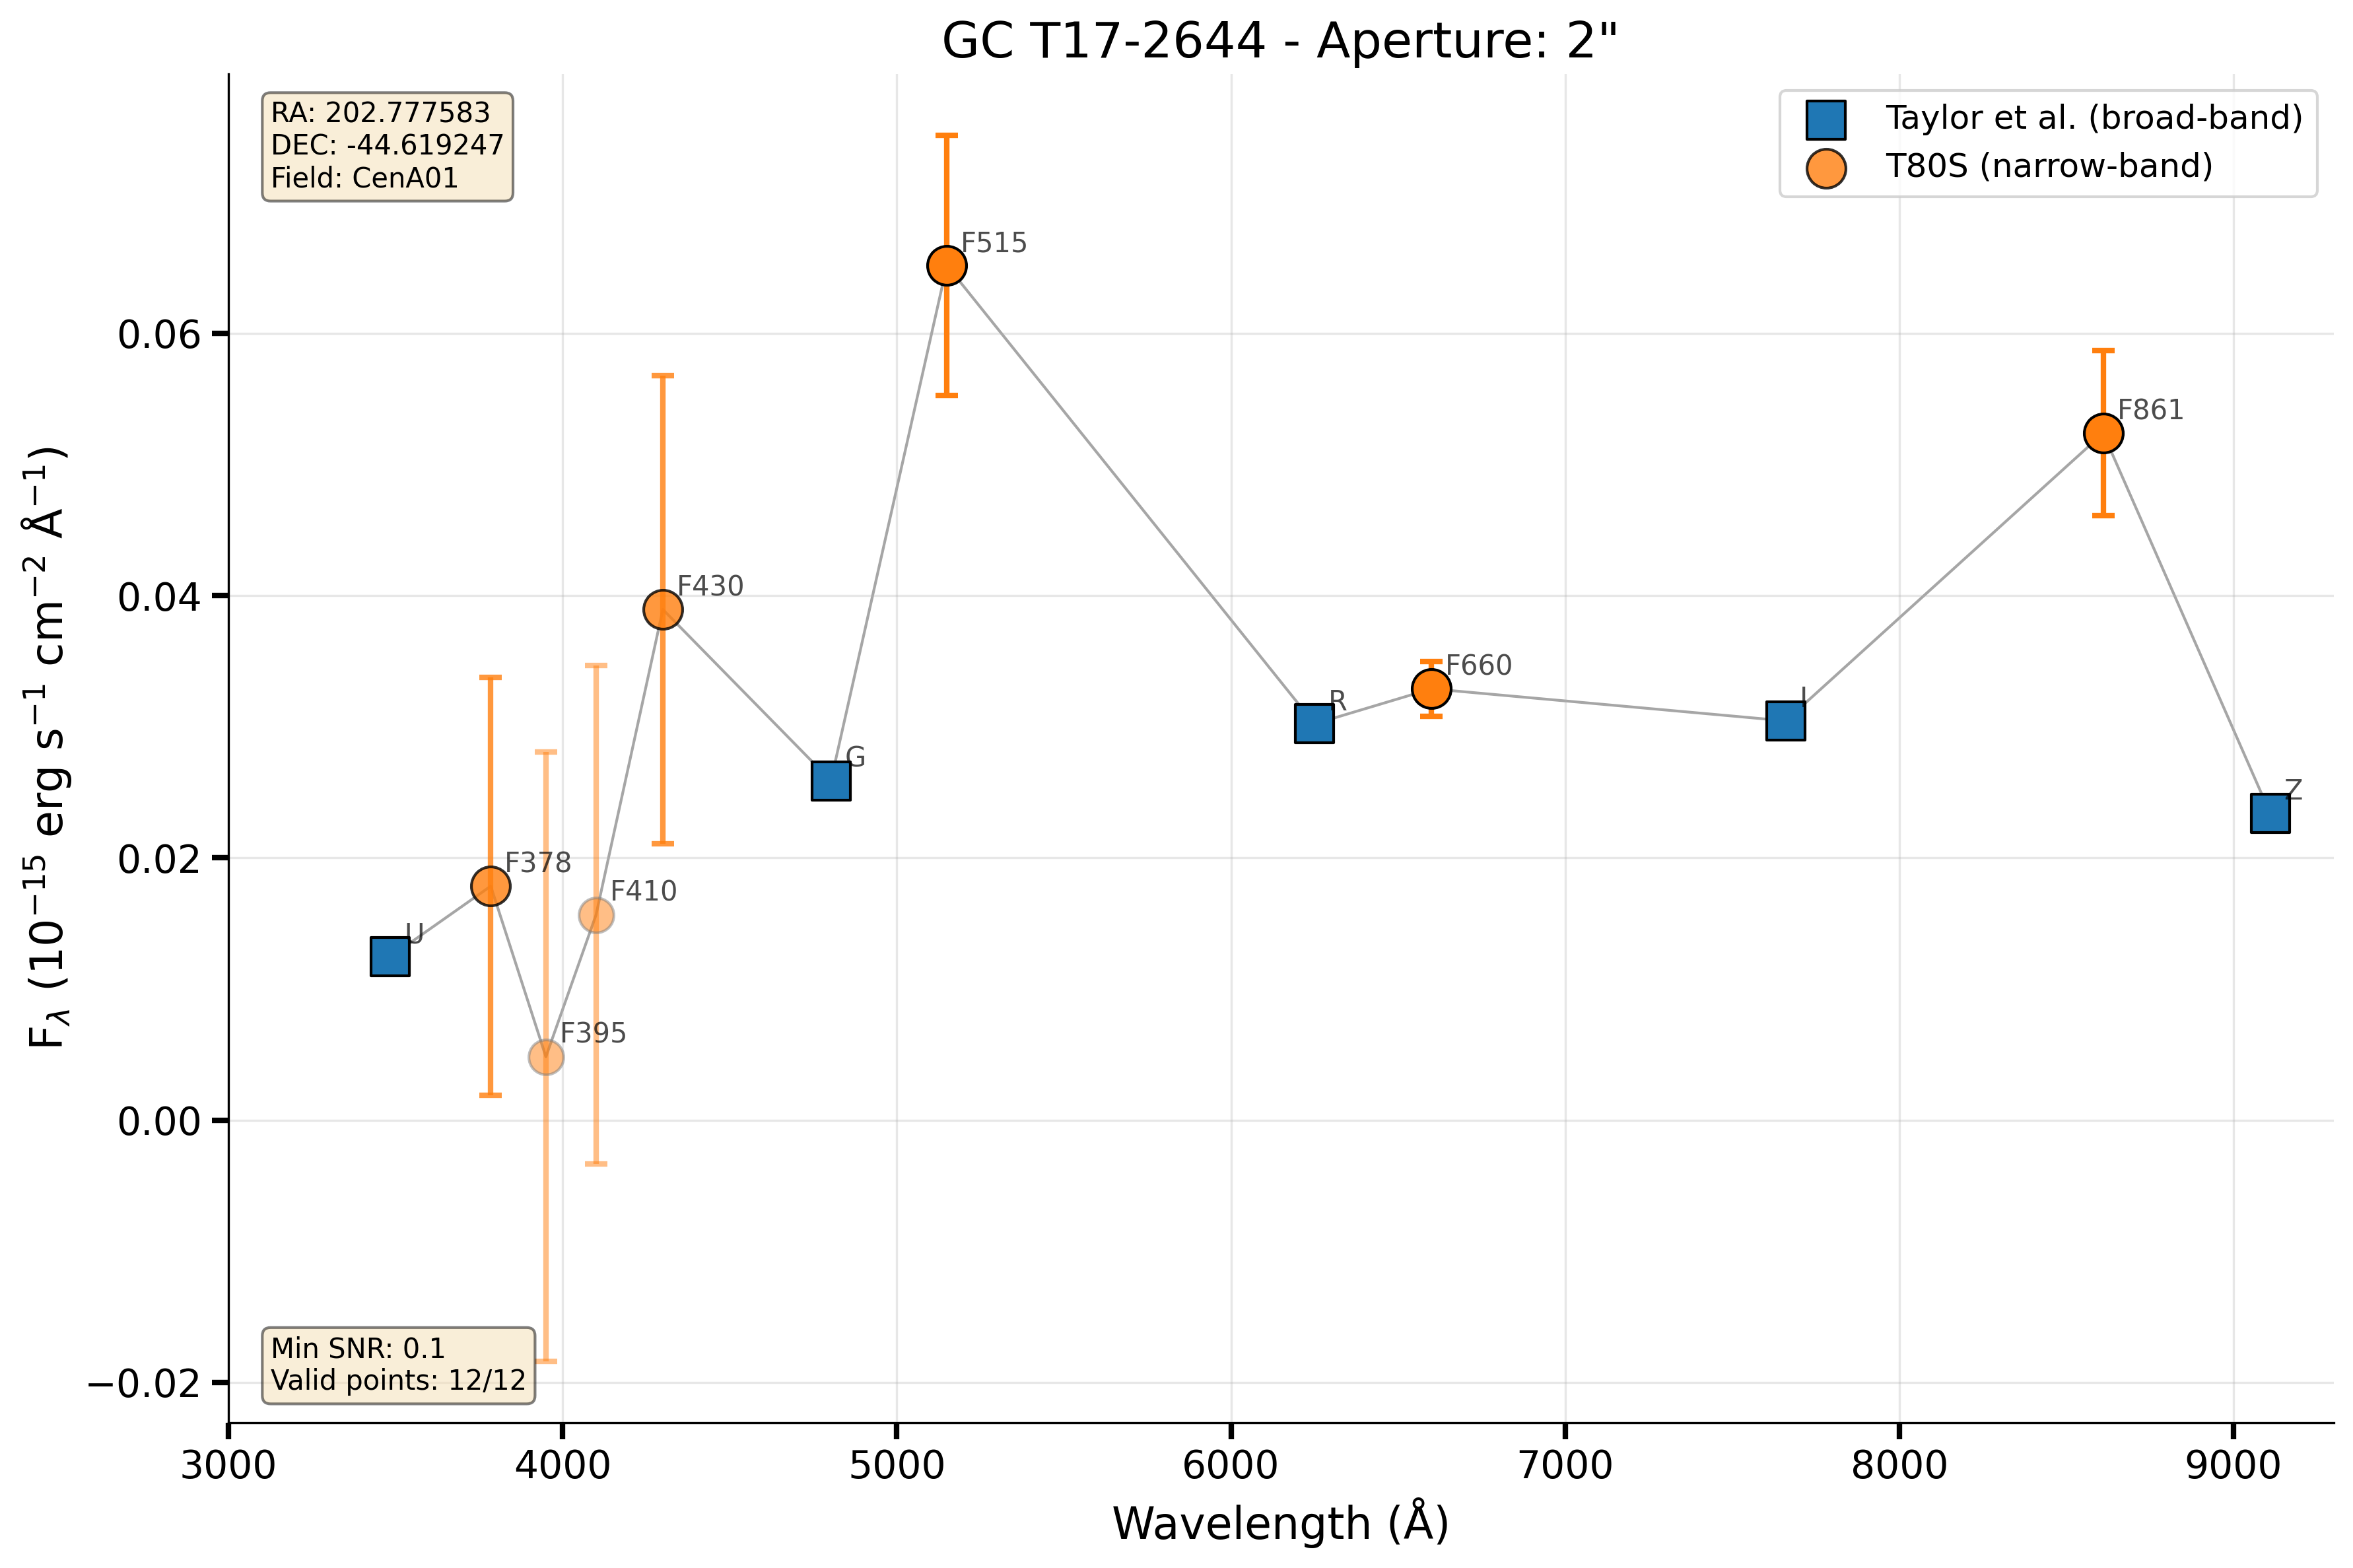 GC T17-2644 - Aperture: 2"
RA: 202.777583
DEC: -44.619247
Field: CenA01
Taylor et al. (broad-band)
T80S (narrow-band)
F515
F861
F430
F660
R
I
G
Z
F378
F410
U
F395
Min SNR: 0.1
Valid points: 12/12
0.06
0.04
0.02
0.00
−0.02
F_λ (10⁻¹⁵ erg s⁻¹ cm⁻² Å⁻¹)
3000 4000 5000 6000 7000 8000 9000
Wavelength (Å)